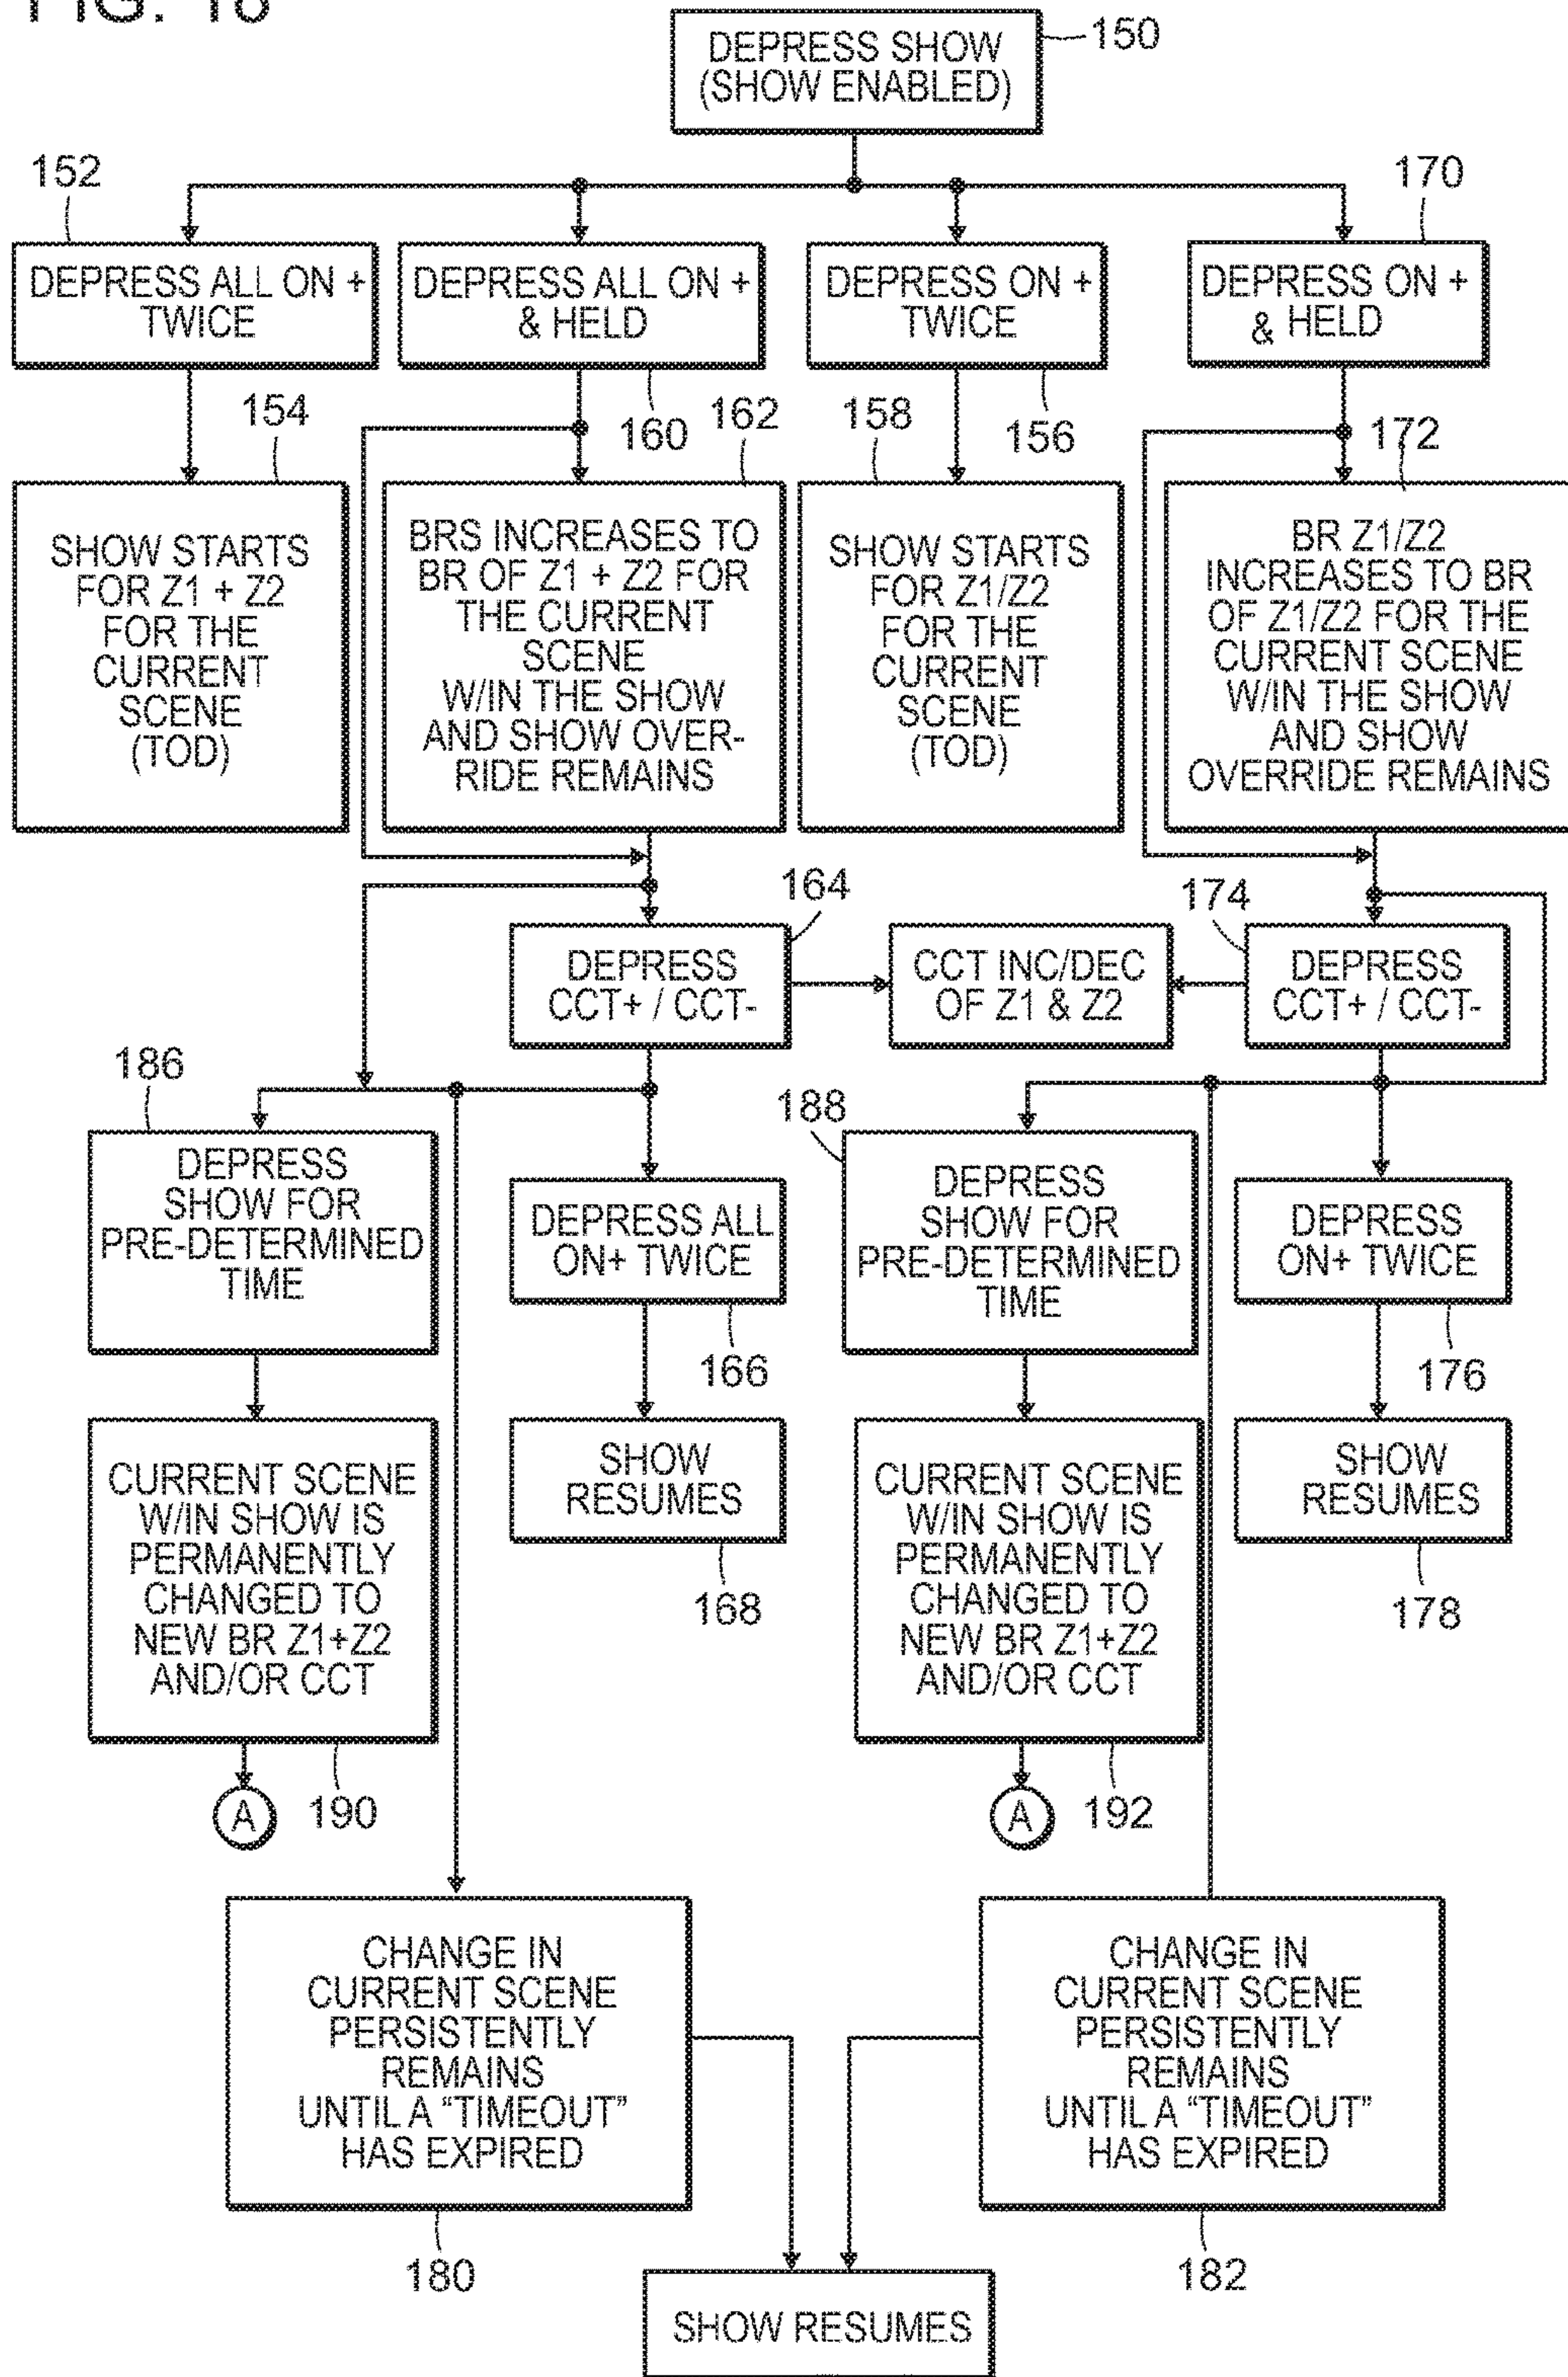 FIG. 18
DEPRESS SHOW
(SHOW ENABLED)
150
152
170
DEPRESS ALL ON +
TWICE
DEPRESS ALL ON +
& HELD
DEPRESS ON +
TWICE
DEPRESS ON +
& HELD
154
160
162
158
156
172
SHOW STARTS
FOR Z1 + Z2
FOR THE
CURRENT
SCENE
(TOD)
BRS INCREASES TO
BR OF Z1 + Z2 FOR
THE CURRENT
SCENE
W/IN THE SHOW
AND SHOW OVER-
RIDE REMAINS
SHOW STARTS
FOR Z1/Z2
FOR THE
CURRENT
SCENE
(TOD)
BR Z1/Z2
INCREASES TO BR
OF Z1/Z2 FOR THE
CURRENT SCENE
W/IN THE SHOW
AND SHOW
OVERRIDE REMAINS
164
174
DEPRESS
CCT+ / CCT-
CCT INC/DEC
OF Z1 & Z2
DEPRESS
CCT+ / CCT-
186
188
DEPRESS
SHOW FOR
PRE-DETERMINED
TIME
DEPRESS ALL
ON+ TWICE
DEPRESS
SHOW FOR
PRE-DETERMINED
TIME
DEPRESS
ON+ TWICE
166
176
CURRENT SCENE
W/IN SHOW IS
PERMANENTLY
CHANGED TO
NEW BR Z1+Z2
AND/OR CCT
SHOW
RESUMES
CURRENT SCENE
W/IN SHOW IS
PERMANENTLY
CHANGED TO
NEW BR Z1+Z2
AND/OR CCT
SHOW
RESUMES
168
178
A
190
A
192
CHANGE IN
CURRENT SCENE
PERSISTENTLY
REMAINS
UNTIL A “TIMEOUT”
HAS EXPIRED
CHANGE IN
CURRENT SCENE
PERSISTENTLY
REMAINS
UNTIL A “TIMEOUT”
HAS EXPIRED
180
182
SHOW RESUMES